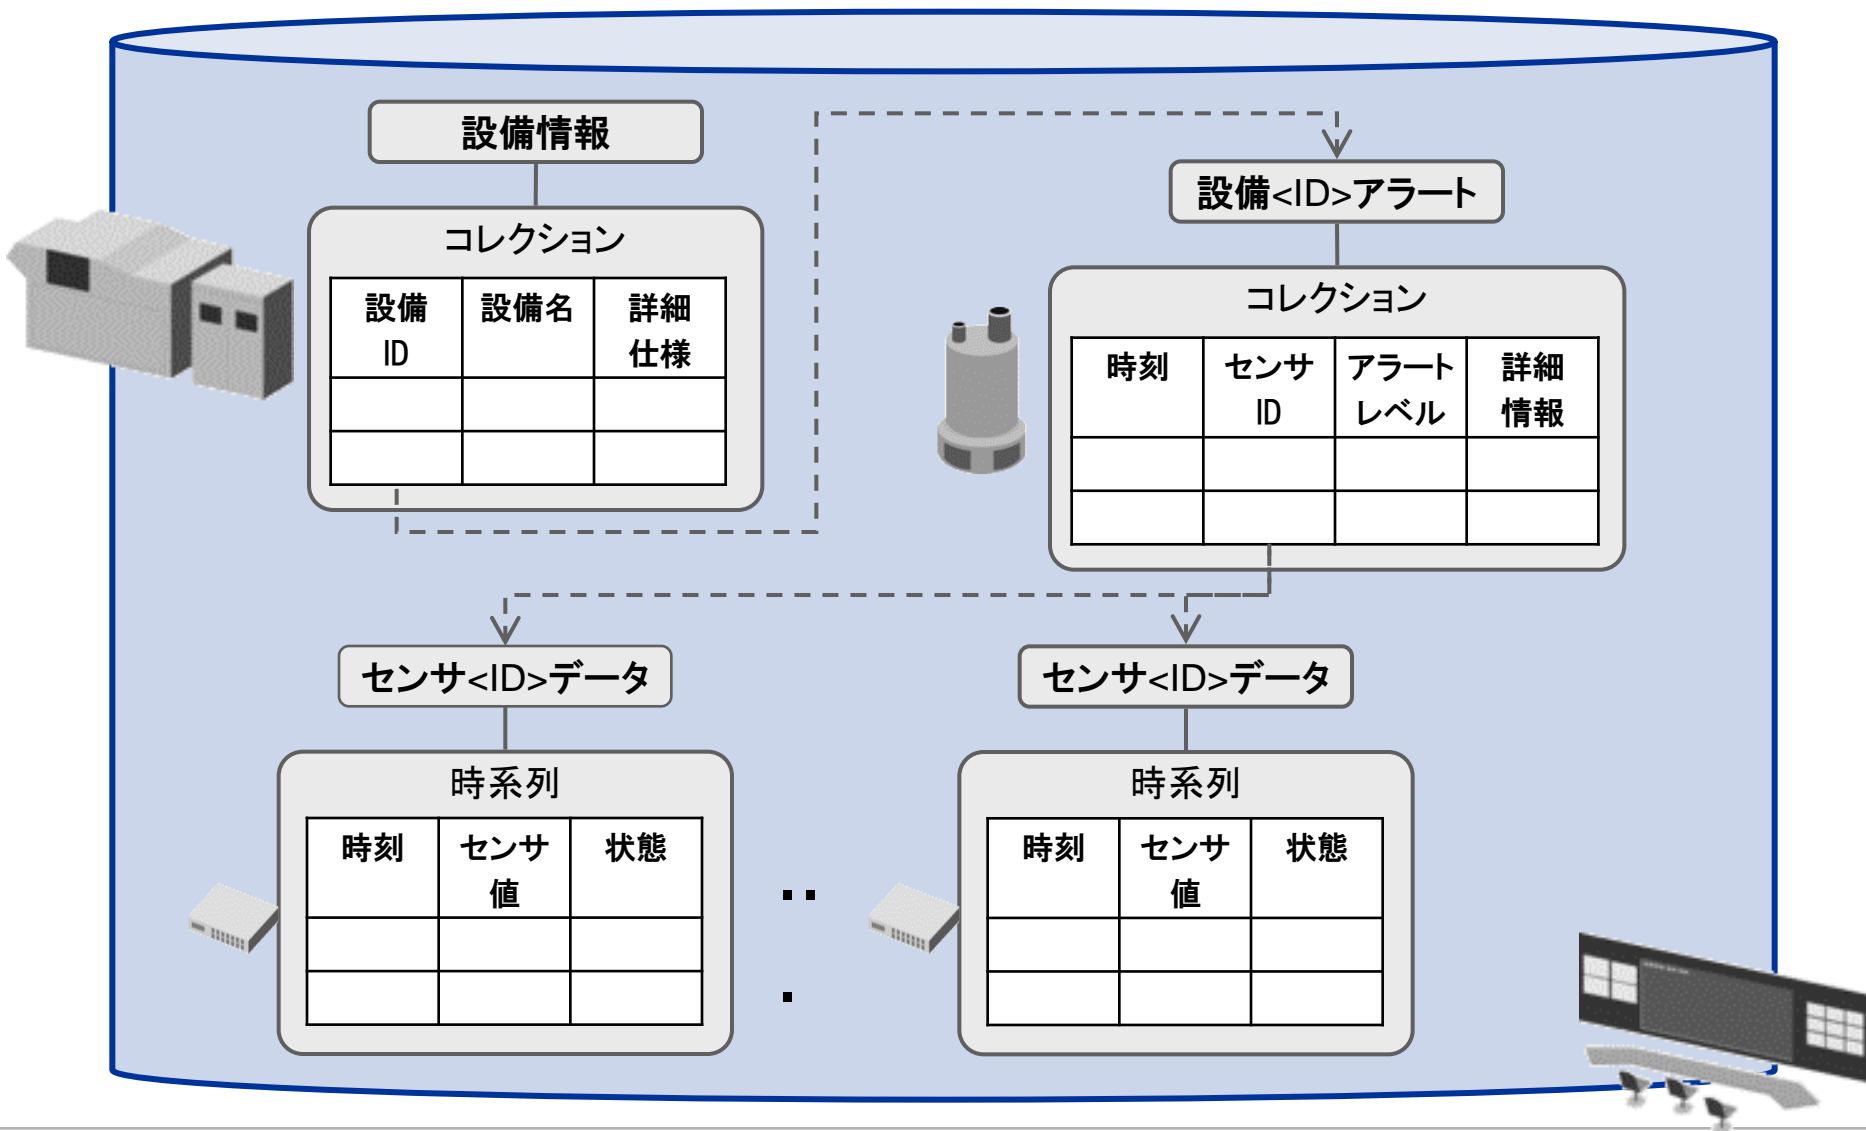 設備情報
コレクション
設備 設備名 詳細
ID 仕様
設備<ID>アラート
コレクション
時刻 センサ アラート 詳細
ID レベル 情報
センサ<ID>データ
時系列
時刻 センサ 状態
値
センサ<ID>データ
時系列
時刻 センサ 状態
値